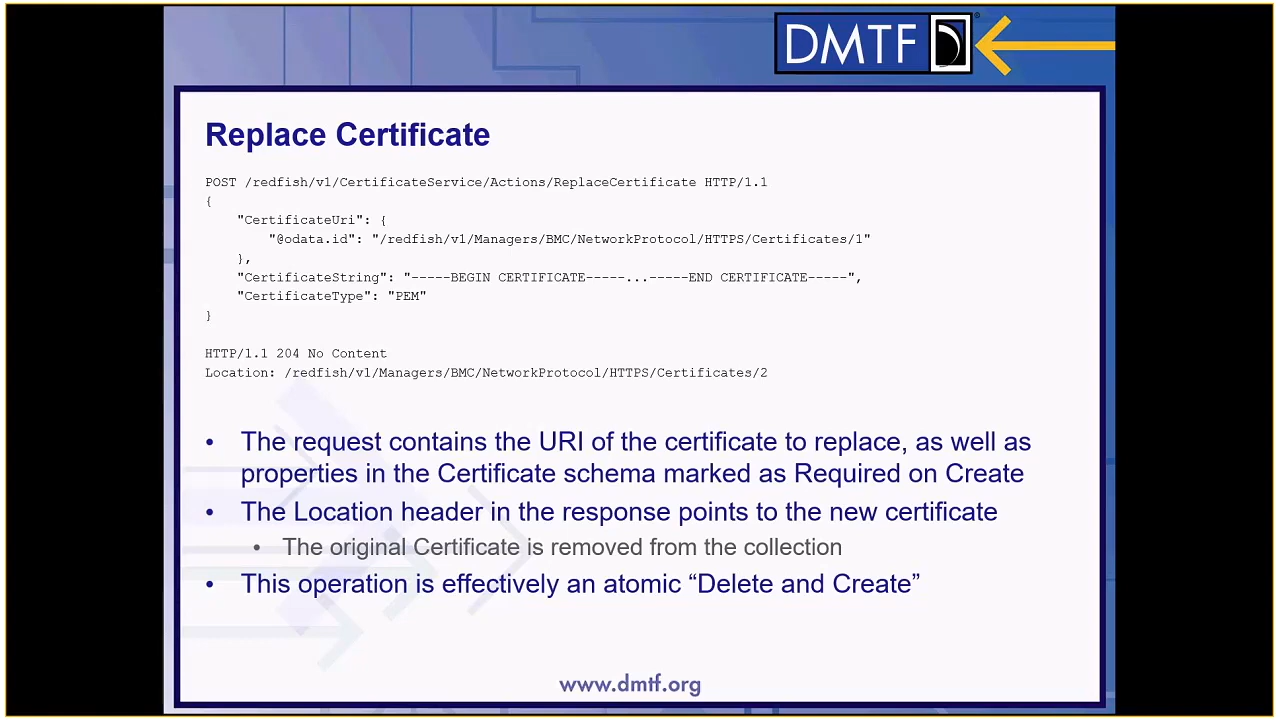 DMTF
Replace Certificate
POST /redfish/v1/CertificateService/Actions/ReplaceCertificate HTTP/1.1
{
    "CertificateUri": {
        "@odata.id": "/redfish/v1/Managers/BMC/NetworkProtocol/HTTPS/Certificates/1"
    },
    "CertificateString": "-----BEGIN CERTIFICATE-----...-----END CERTIFICATE-----",
    "CertificateType": "PEM"
}
HTTP/1.1 204 No Content
Location: /redfish/v1/Managers/BMC/NetworkProtocol/HTTPS/Certificates/2
• The request contains the URI of the certificate to replace, as well as
properties in the Certificate schema marked as Required on Create
• The Location header in the response points to the new certificate
• The original Certificate is removed from the collection
• This operation is effectively an atomic “Delete and Create”
www.dmtf.org